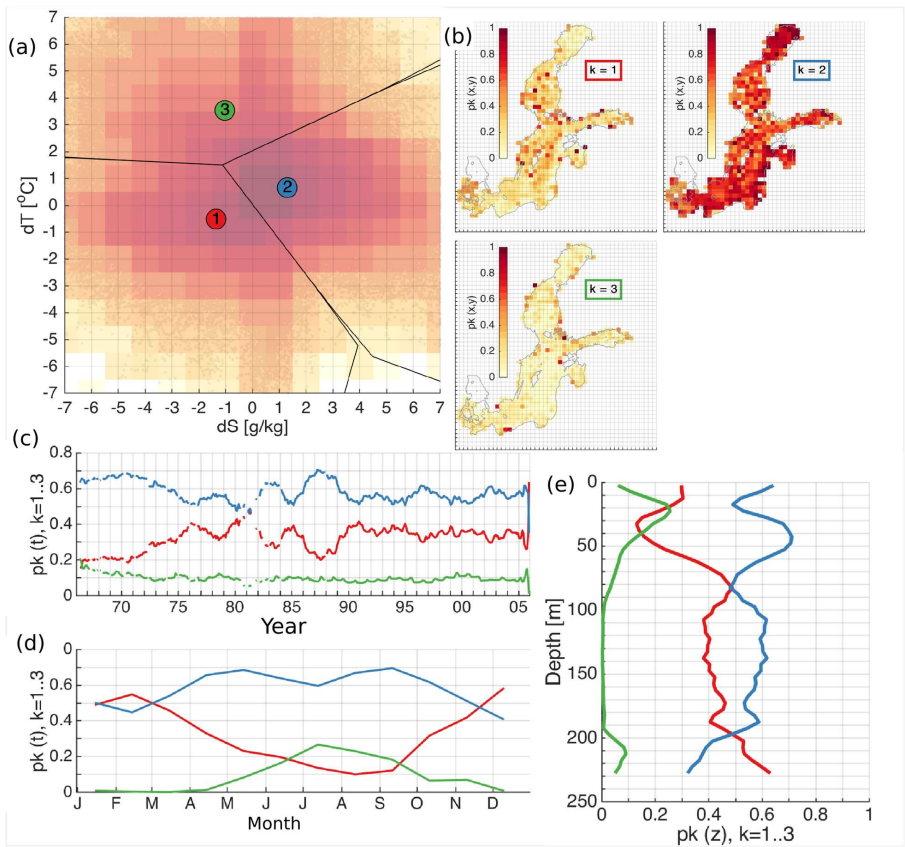 (a)
7
6
5
4
3
2
1
0
-1
-2
-3
-4
-5
-6
-7
dT [°C]
3
2
1
-7 -6 -5 -4 -3 -2 -1 0 1 2 3 4 5 6 7
dS [g/kg]
(b)
1
0.8
0.6
0.4
0.2
0
pk (x,y)
k = 1
1
0.8
0.6
0.4
0.2
0
pk (x,y)
k = 2
1
0.8
0.6
0.4
0.2
0
pk (x,y)
k = 3
(c)
0.8
0.6
0.4
0.2
0
pk (t), k=1..3
70 75 80 85 90 95 00 05
Year
(d)
0
0.6
0.4
0.2
0
pk (t), k=1..3
J F M A M J J A S O N D
Month
(e)
0
50
100
150
200
250
Depth [m]
0 0.2 0.4 0.6 0.8 1
pk (z), k=1..3